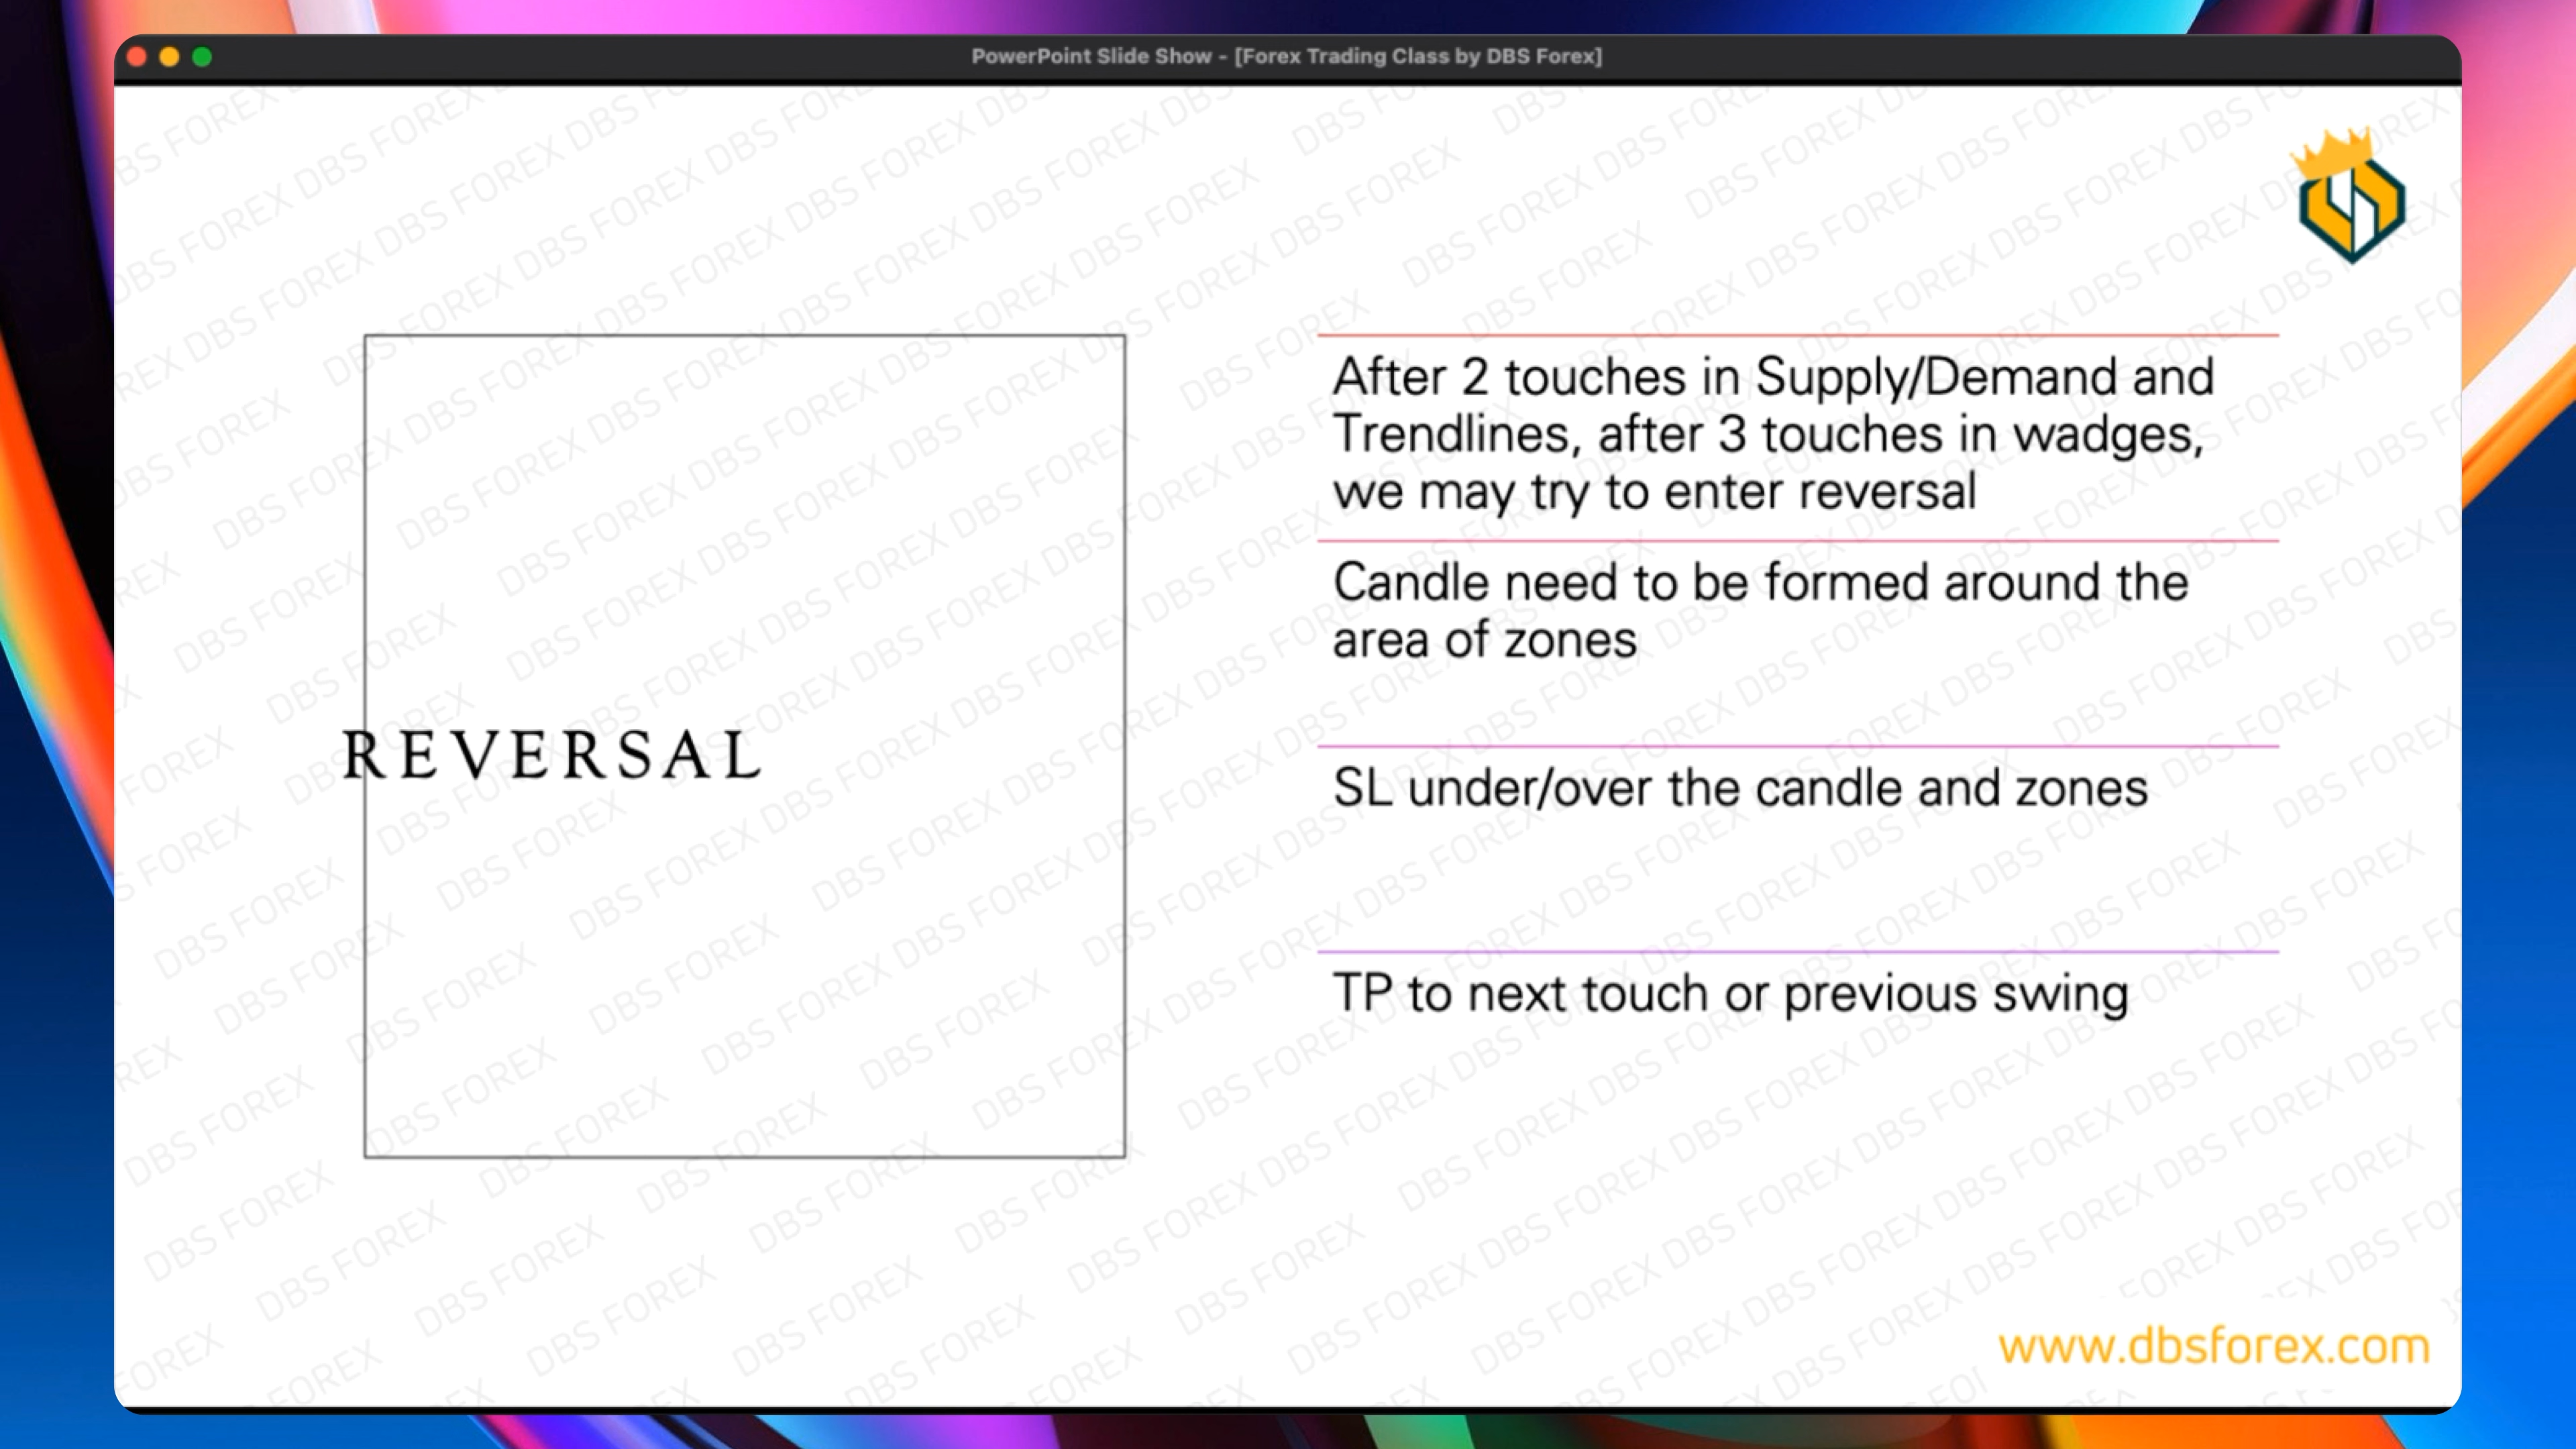 PowerPoint Slide Show - [Forex Trading Class by DBS Forex]
REVERSAL
After 2 touches in Supply/Demand and
Trendlines, after 3 touches in wadges,
we may try to enter reversal
Candle need to be formed around the
area of zones
SL under/over the candle and zones
TP to next touch or previous swing
www.dbsforex.com
DBS FOREX